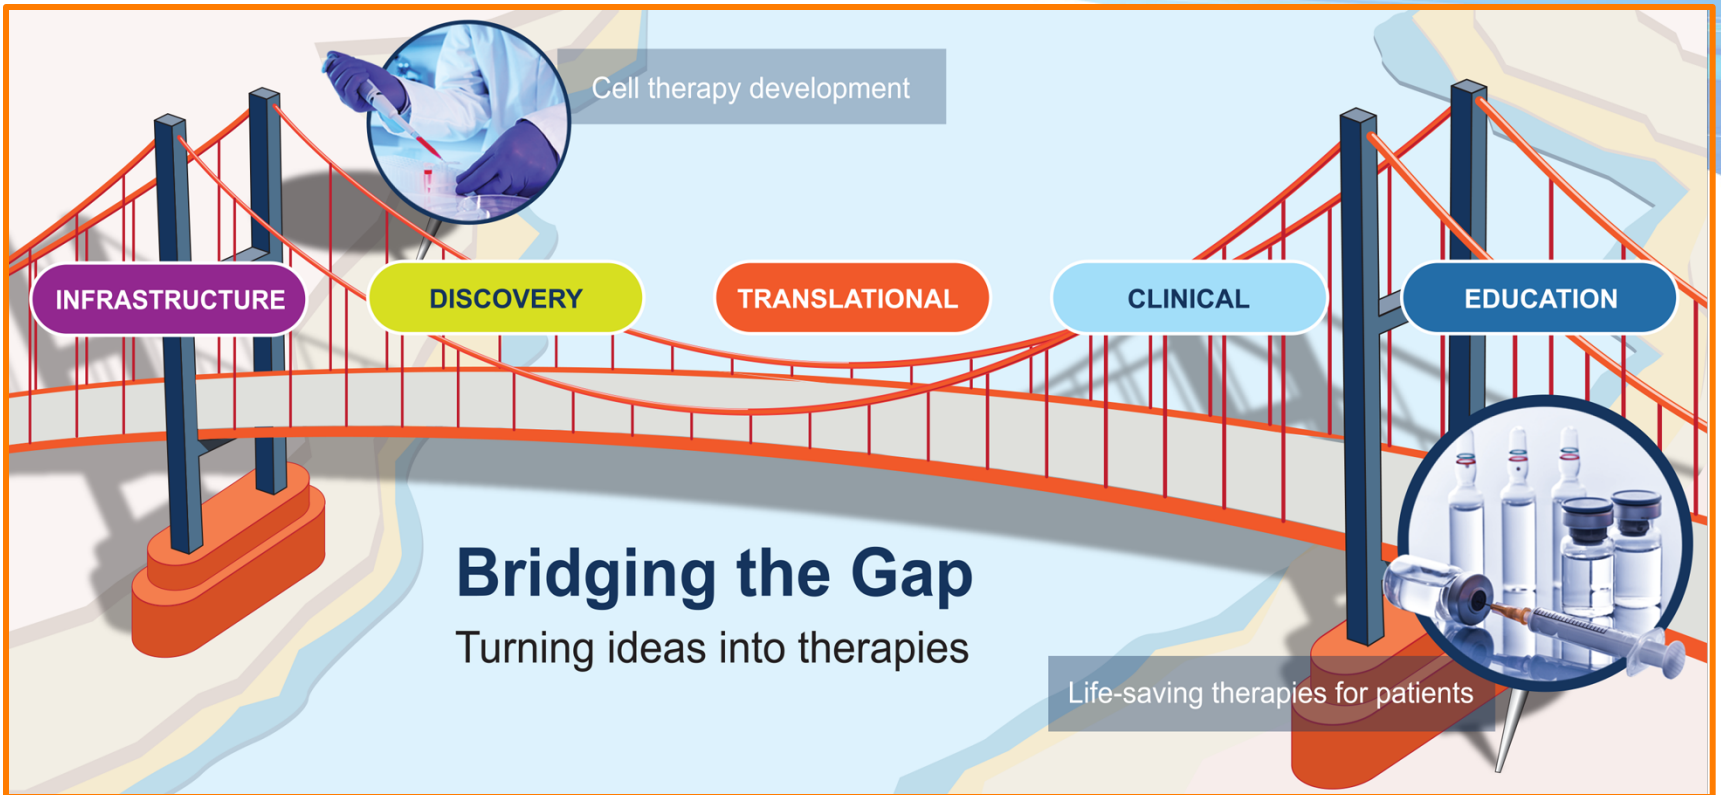 Cell therapy development
INFRASTRUCTURE
DISCOVERY
TRANSLATIONAL
CLINICAL
EDUCATION
Bridging the Gap
Turning ideas into therapies
Life-saving therapies for patients